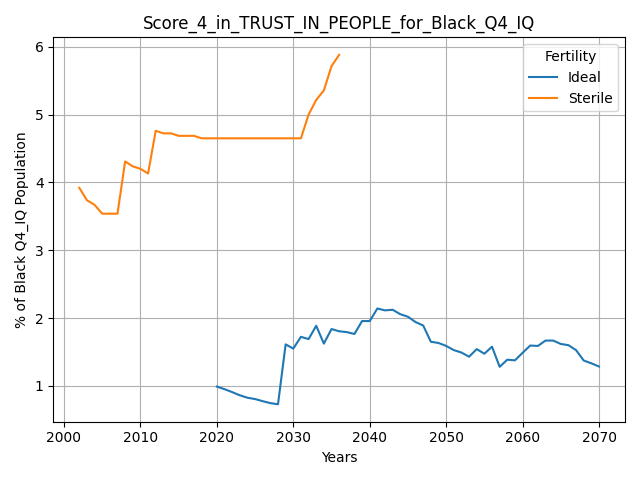 Score_4_in_TRUST_IN_PEOPLE_for_Black_Q4_IQ
Fertility
Ideal
Sterile
% of Black Q4_IQ Population
6
5
4
3
2
1
2000 2010 2020 2030 2040 2050 2060 2070
Years